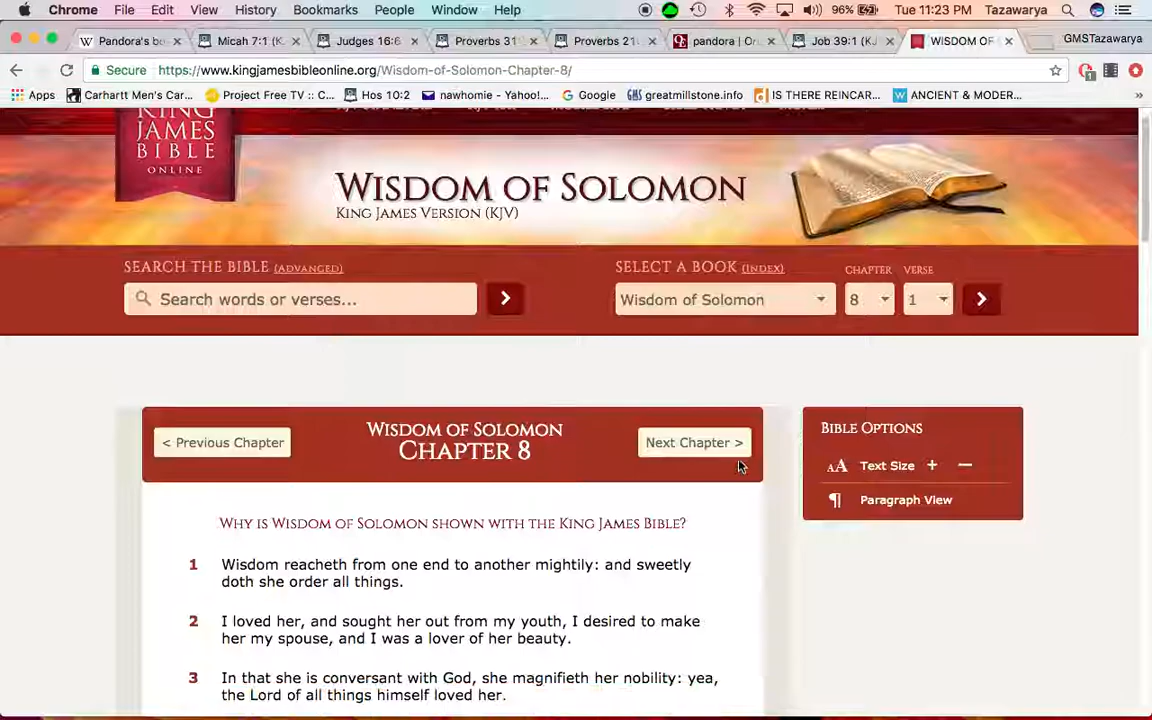 Chrome File Edit View History Bookmarks People Window Help 96% Tue 11:23 PM Tazawarya
Pandora's bo Micah 7:1 (K Judges 16:6 Proverbs 31 Proverbs 21 pandora | On Job 39:1 (KJ WISDOM OF GMSTazawarya
Secure https://www.kingjamesbibleonline.org/Wisdom-of-Solomon-Chapter-8/
Apps Carhartt Men's Car... Project Free TV :: C... Hos 10:2 nawhomie - Yahoo!... Google greatmillstone.info IS THERE REINCAR... ANCIENT & MODER... »
KING
JAMES
BIBLE
ONLINE
WISDOM OF SOLOMON
KING JAMES VERSION (KJV)
SEARCH THE BIBLE (ADVANCED) SELECT A BOOK (INDEX) CHAPTER VERSE
Search words or verses... Wisdom of Solomon 8 1
< Previous Chapter WISDOM OF SOLOMON Next Chapter >
CHAPTER 8
BIBLE OPTIONS
AA Text Size + −
¶ Paragraph View
WHY IS WISDOM OF SOLOMON SHOWN WITH THE KING JAMES BIBLE?
1 Wisdom reacheth from one end to another mightily: and sweetly
doth she order all things.
2 I loved her, and sought her out from my youth, I desired to make
her my spouse, and I was a lover of her beauty.
3 In that she is conversant with God, she magnifieth her nobility: yea,
the Lord of all things himself loved her.